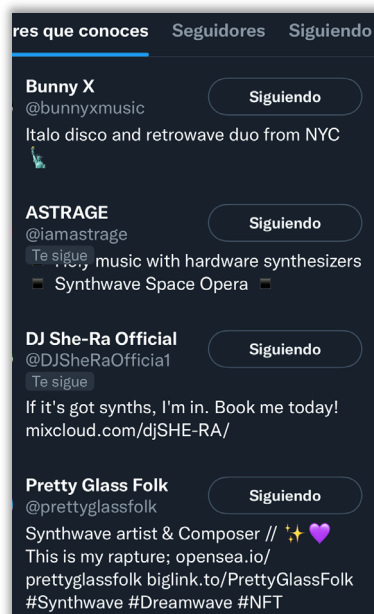 res que conoces Seguidores Siguiendo
Bunny X
Siguiendo
@bunnyxmusic
Italo disco and retrowave duo from NYC
🗽
ASTRAGE
Siguiendo
@iamastrage
Te sigue
music with hardware synthesizers
Synthwave Space Opera
DJ She-Ra Official
Siguiendo
@DJSheRaOfficia1
Te sigue
If it's got synths, I'm in. Book me today!
mixcloud.com/djSHE-RA/
Pretty Glass Folk
Siguiendo
@prettyglassfolk
Synthwave artist & Composer // ✨ 💜
This is my rapture; opensea.io/
prettyglassfolk biglink.to/PrettyGlassFolk
#Synthwave #Dreamwave #NFT